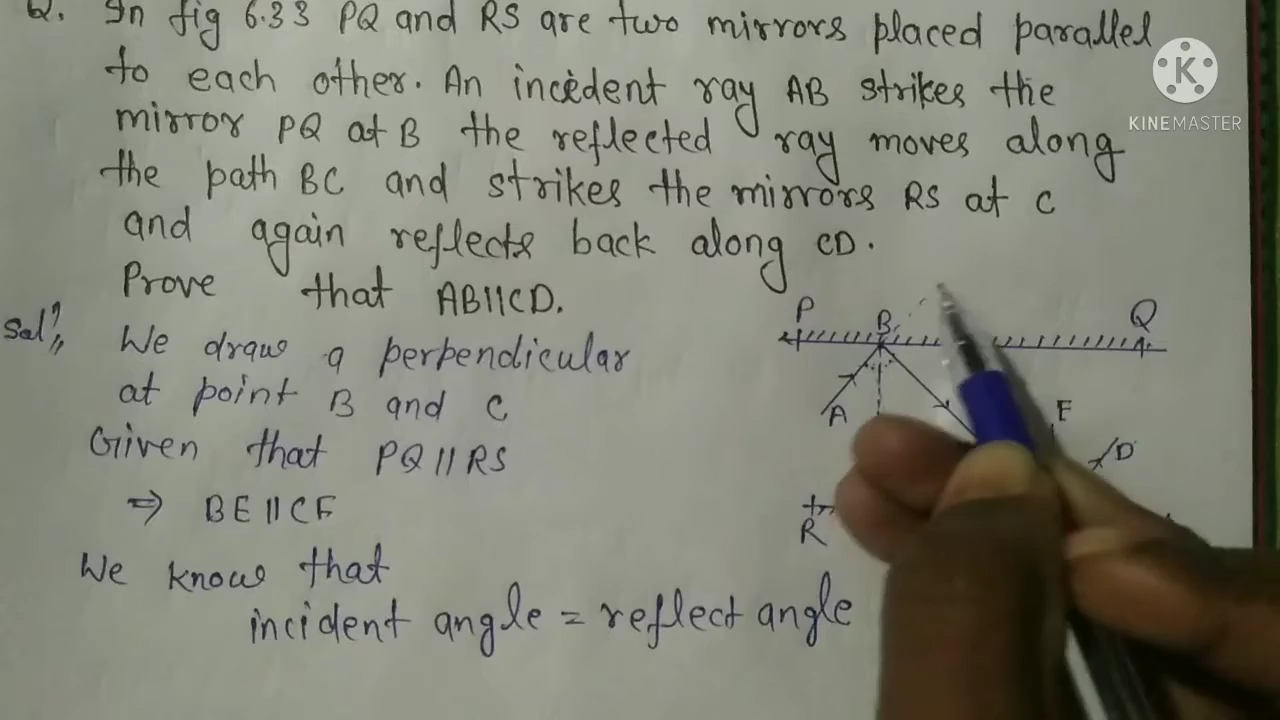 Q. In fig 6.33 PQ and RS are two mirrors placed parallel
to each other. An incident ray AB strikes the
mirror PQ at B the reflected ray moves along
the path BC and strikes the mirrors RS at C
and again reflects back along CD.
Prove that AB||CD.
K
KINEMASTER
Solⁿ,,
We draw a perpendicular
at point B and C
Given that PQ||RS
⇒ BE||CF
We know that
incident angle = reflect angle
P
B
Q
A
F
D
R